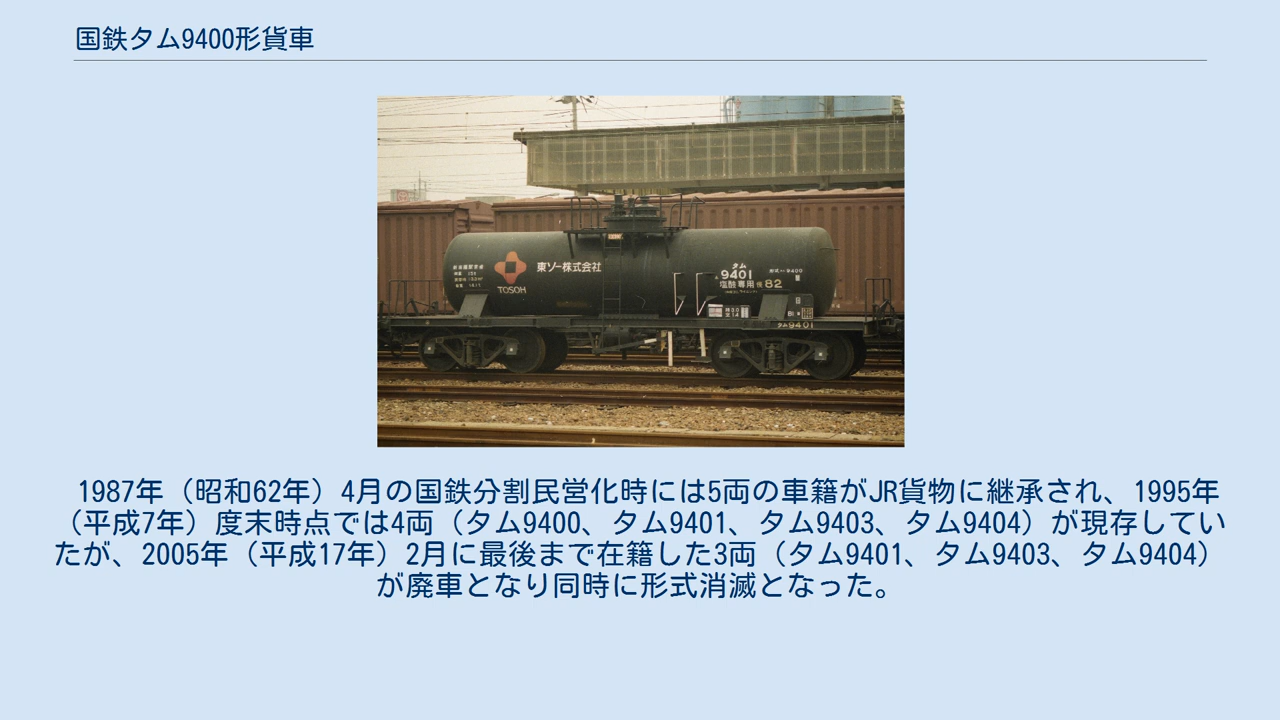 国鉄タム9400形貨車
東ソー株式会社
TOSOH
タム
9401
塩酸専用
82
タム9401
1987年（昭和62年）4月の国鉄分割民営化時には5両の車籍がJR貨物に継承され、1995年
（平成7年）度末時点では4両（タム9400、タム9401、タム9403、タム9404）が現存してい
たが、2005年（平成17年）2月に最後まで在籍した3両（タム9401、タム9403、タム9404）
が廃車となり同時に形式消滅となった。